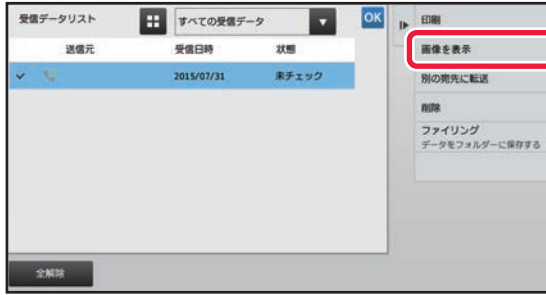 受信データリスト
すべての受信データ
OK
送信元
受信日時
状態
2015/07/31
未チェック
全解除
印刷
画像を表示
別の宛先に転送
削除
ファイリング
データをフォルダーに保存する